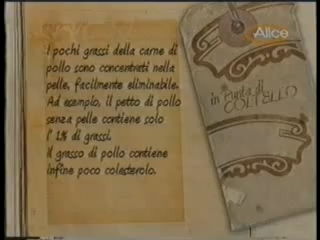 Alice
I pochi grassi della carne di
pollo sono concentrati nella
pelle, facilmente eliminabile.
Ad esempio, il petto di pollo
senza pelle contiene solo
l' 1% di grassi.
Il grasso di pollo contiene
infine poco colesterolo.
in Punta di
COLTELLO